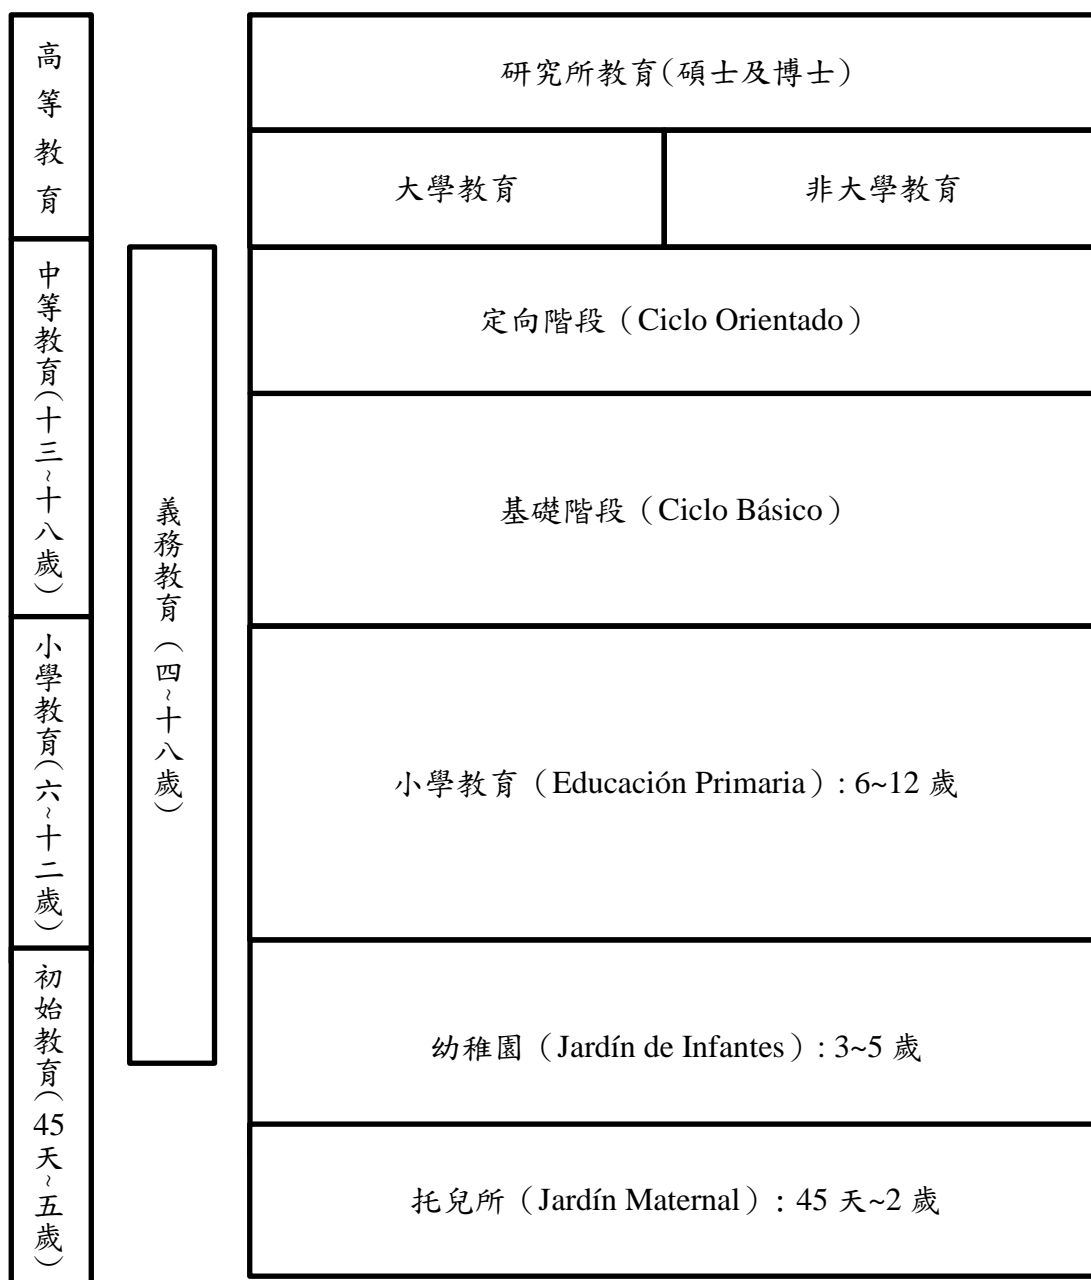 高等教育
研究所教育(碩士及博士)
大學教育
非大學教育
中等教育(十三~十八歲)
義務教育(四~十八歲)
定向階段（Ciclo Orientado）
基礎階段（Ciclo Básico）
小學教育(六~十二歲)
小學教育（Educación Primaria）: 6~12 歲
初始教育(45天~五歲)
幼稚園（Jardín de Infantes）: 3~5 歲
托兒所（Jardín Maternal）: 45 天~2 歲